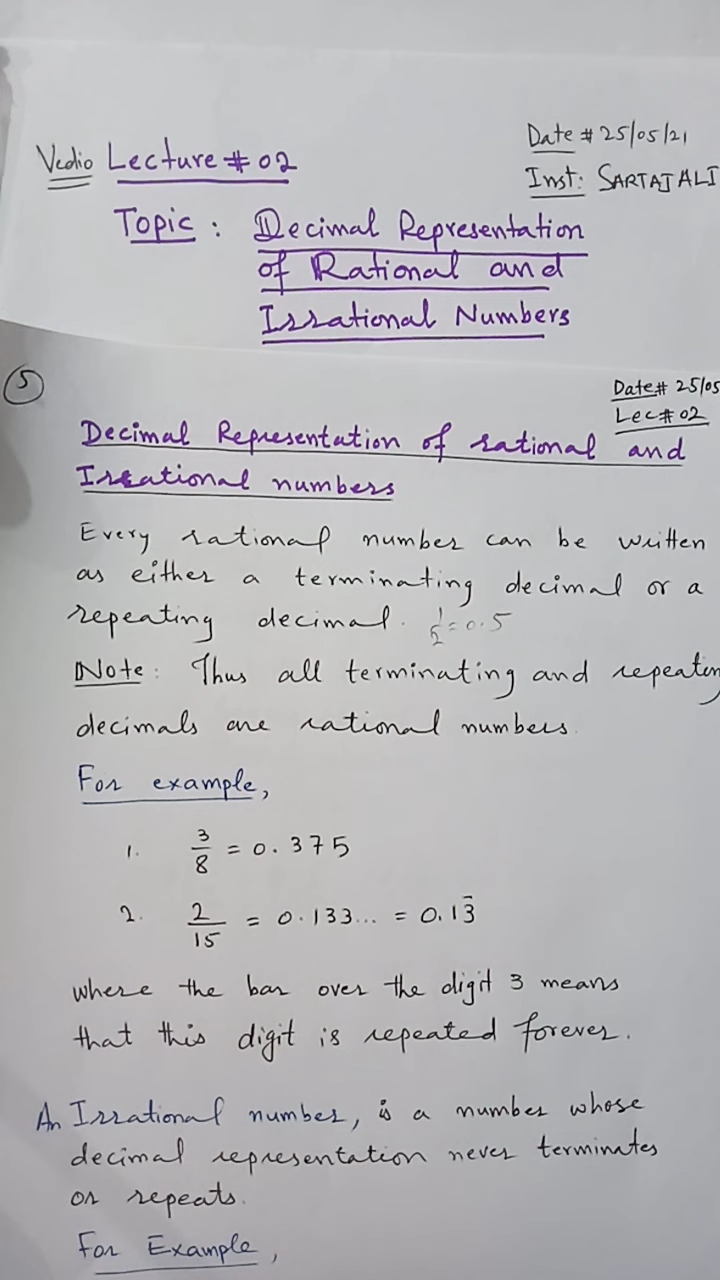 Date # 25/05/21
Vedio Lecture # 02
Inst: SARTAJ ALI
Topic : Decimal Representation
of Rational and
Irrational Numbers
5
Date# 25/05
Lec# 02
Decimal Representation of rational and
Irrational numbers
Every rational number can be written
as either a terminating decimal or a
repeating decimal. 1/2 = 0.5
Note: Thus all terminating and repeating
decimals are rational numbers.
For example,
1. 3/8 = 0.375
2. 2/15 = 0.133... = 0.13̄
where the bar over the digit 3 means
that this digit is repeated forever.
An Irrational number, is a number whose
decimal representation never terminates
or repeats.
For Example,